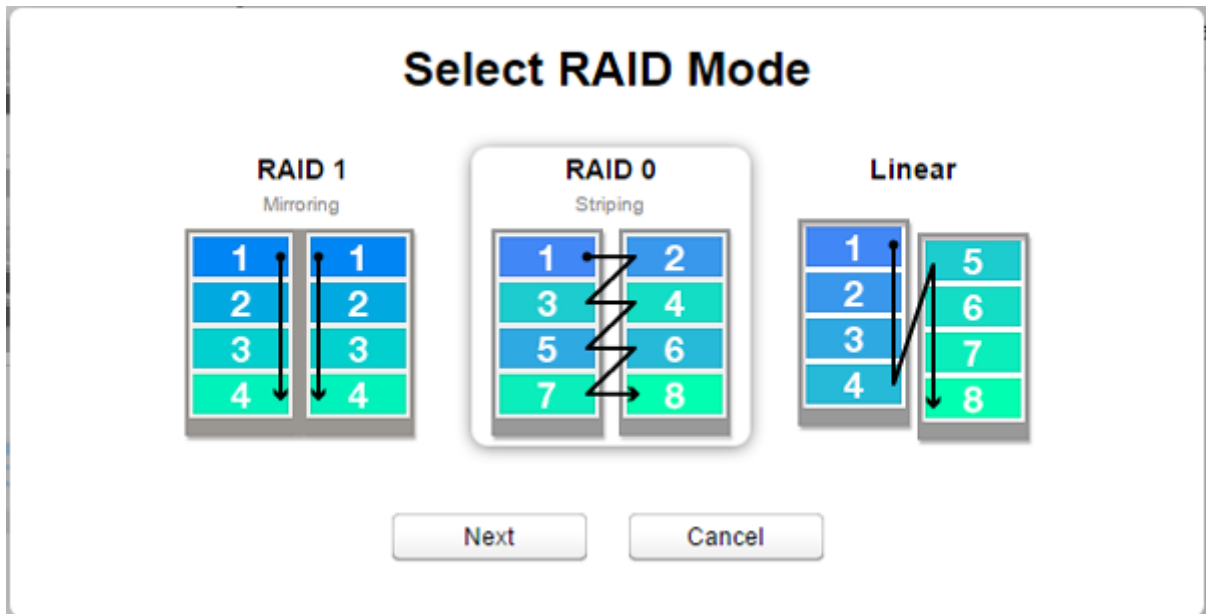 Select RAID Mode
RAID 1
Mirroring
1 1
2 2
3 3
4 4
RAID 0
Striping
1 2
3 4
5 6
7 8
Linear
1 5
2 6
3 7
4 8
Next Cancel